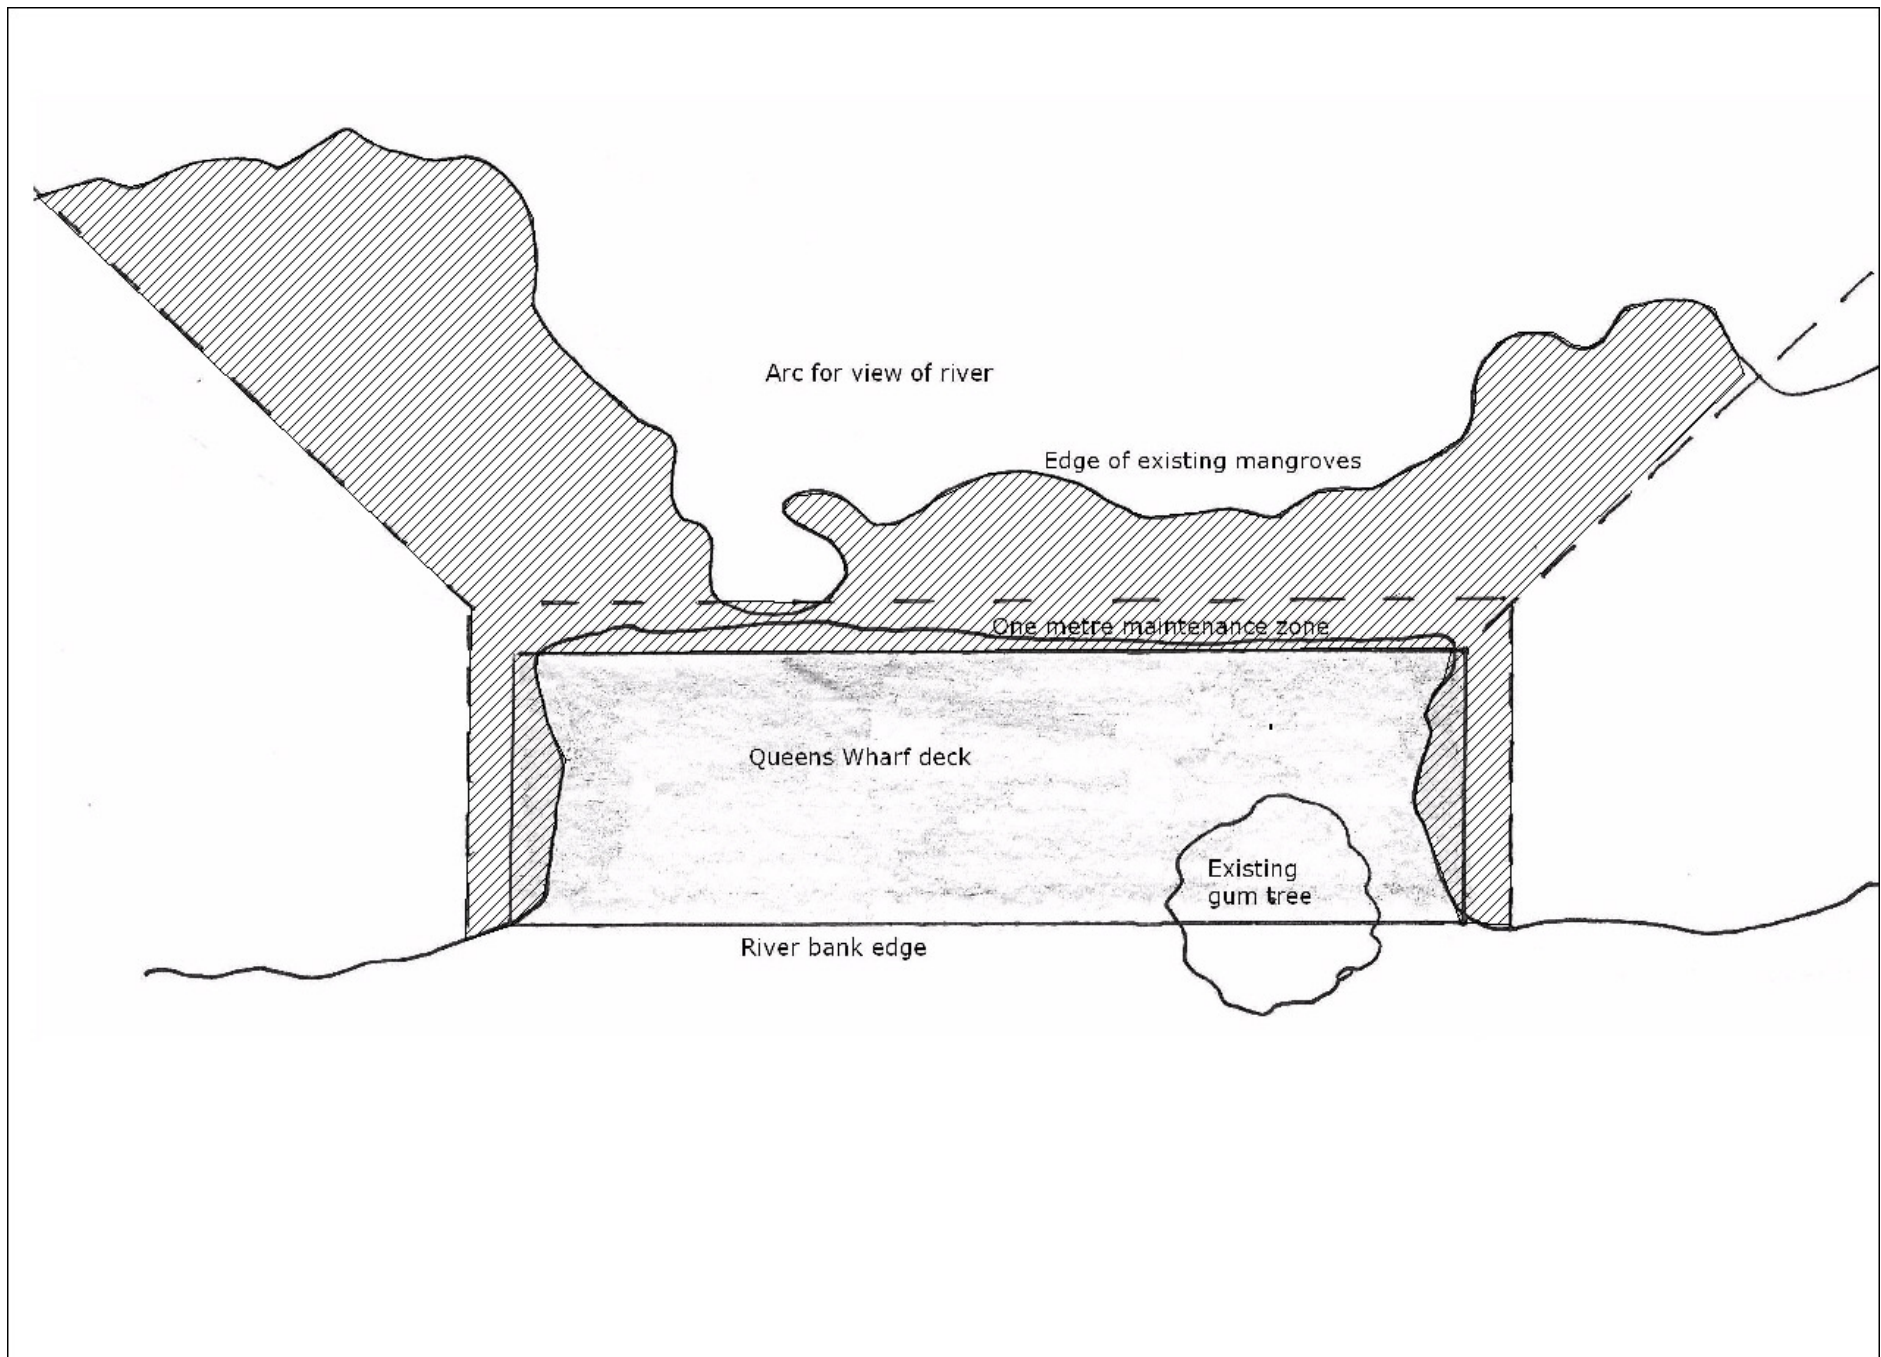 Arc for view of river
Edge of existing mangroves
One metre maintenance zone
Queens Wharf deck
Existing
gum tree
River bank edge